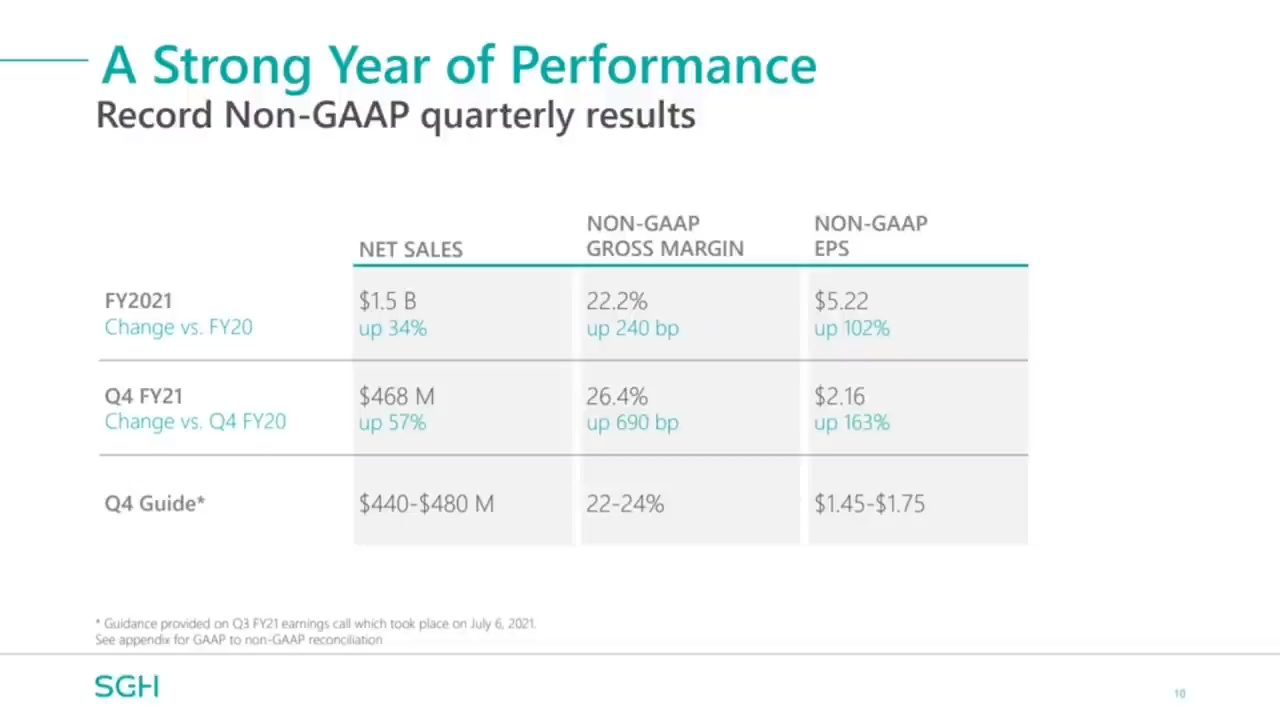 A Strong Year of Performance
Record Non-GAAP quarterly results
NET SALES
NON-GAAP
GROSS MARGIN
NON-GAAP
EPS
FY2021
Change vs. FY20
$1.5 B
up 34%
22.2%
up 240 bp
$5.22
up 102%
Q4 FY21
Change vs. Q4 FY20
$468 M
up 57%
26.4%
up 690 bp
$2.16
up 163%
Q4 Guide*
$440-$480 M
22-24%
$1.45-$1.75
* Guidance provided on Q3 FY21 earnings call which took place on July 6, 2021.
See appendix for GAAP to non-GAAP reconciliation
SGH
10